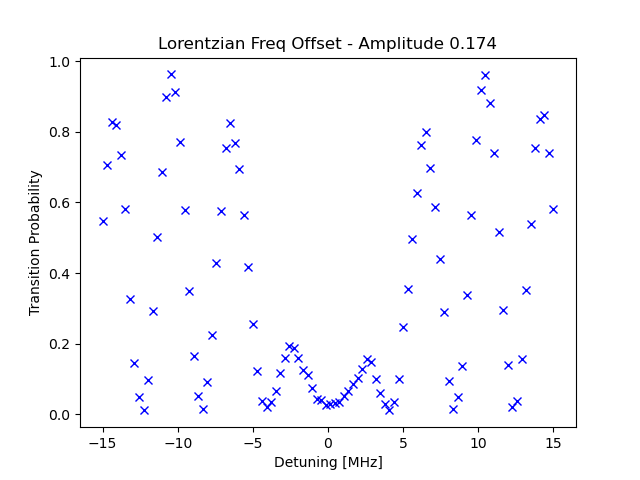 Lorentzian Freq Offset - Amplitude 0.174
Transition Probability
1.0
0.8
0.6
0.4
0.2
0.0
−15 −10 −5 0 5 10 15
Detuning [MHz]